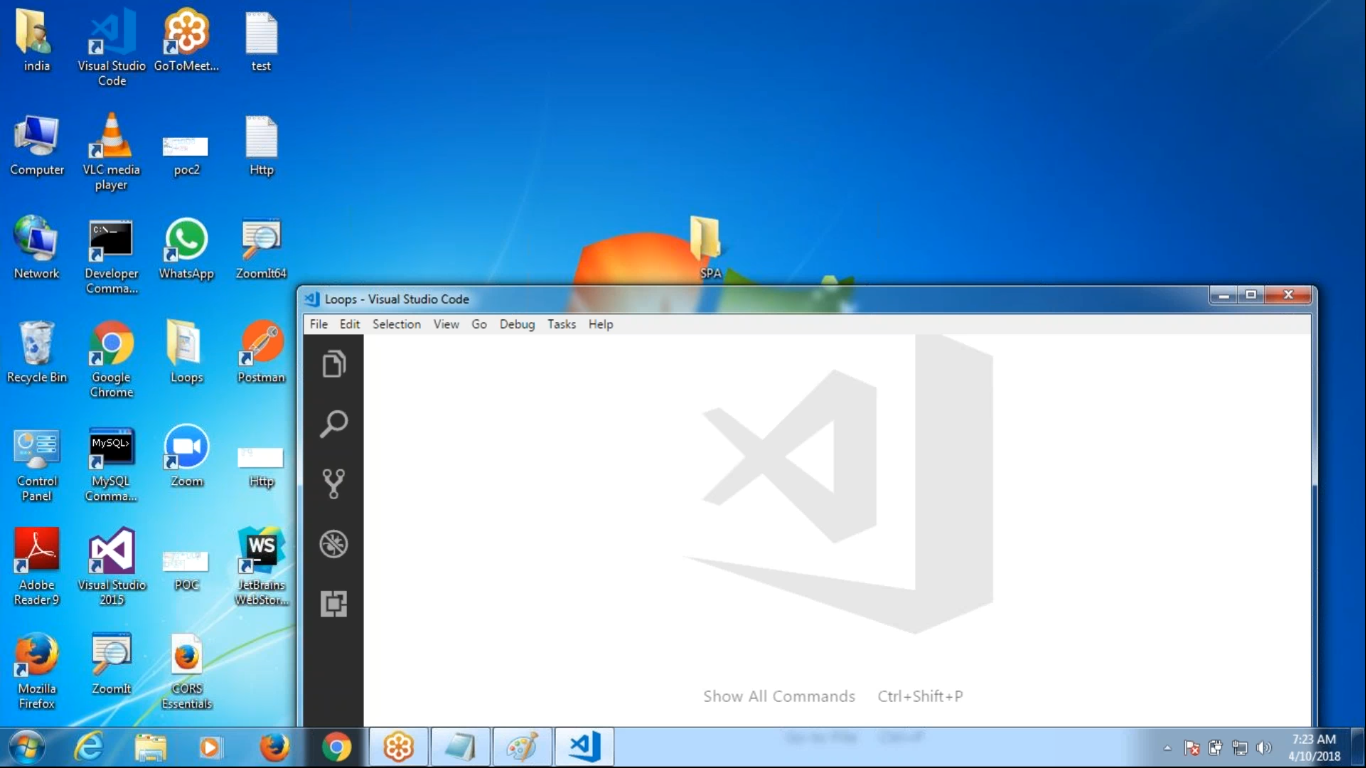 india
Visual Studio
Code
GoToMeet...
test
Computer
VLC media
player
poc2
Http
Network
C:\_
Developer
Comma...
WhatsApp
ZoomIt64
SPA
Recycle Bin
Google
Chrome
Loops
Postman
Control
Panel
MySQL>
MySQL
Comma...
Zoom
Http
Adobe
Reader 9
Visual Studio
2015
POC
WS
JetBrains
WebStor...
Mozilla
Firefox
ZoomIt
CORS
Essentials
Loops - Visual Studio Code
File Edit Selection View Go Debug Tasks Help
Show All Commands Ctrl+Shift+P
Go to File Ctrl+P
7:23 AM
4/10/2018